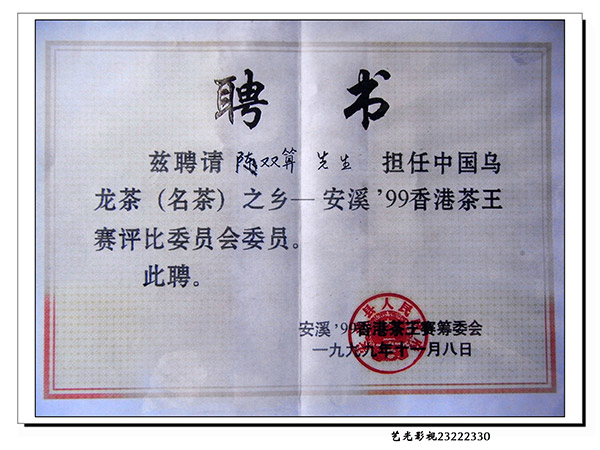 聘书
兹聘请 陈双算 先生 担任中国乌
龙茶（名茶）之乡—安溪’99香港茶王
赛评比委员会委员。
此聘。
安溪’99香港茶王赛筹委会
一九九九年十一月八日
县人民
艺光影视23222330